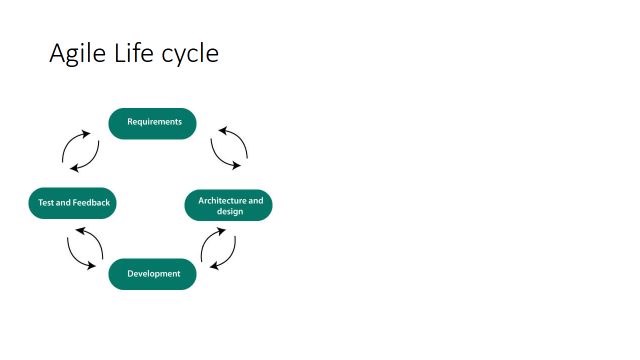 Agile Life cycle
Requirements
Test and Feedback
Architecture and
design
Development